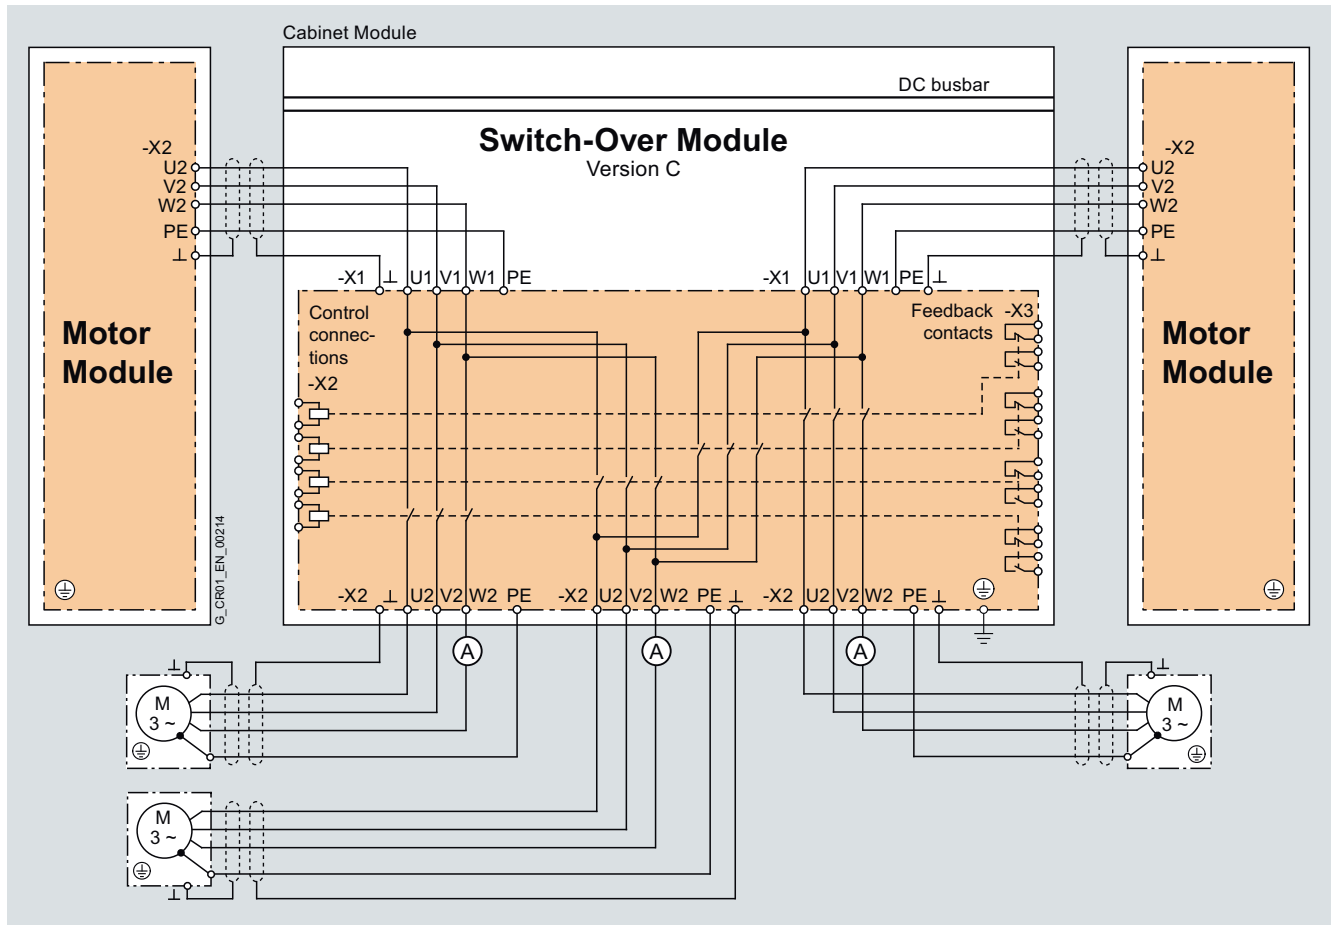 Cabinet Module
DC busbar
Switch-Over Module
Version C
-X2
U2
V2
W2
PE
⊥
Motor
Module
-X2
U2
V2
W2
PE
⊥
Motor
Module
-X1 ⊥ U1 V1 W1 PE
-X1 U1 V1 W1 PE ⊥
Control
connec-
tions
-X2
Feedback -X3
contacts
G_CR01_EN_00214
-X2 ⊥ U2 V2 W2 PE
-X2 U2 V2 W2 PE ⊥
-X2 U2 V2 W2 PE ⊥
A
A
A
⊥
M
3 ~
⊥
M
3 ~
M
3 ~
⊥